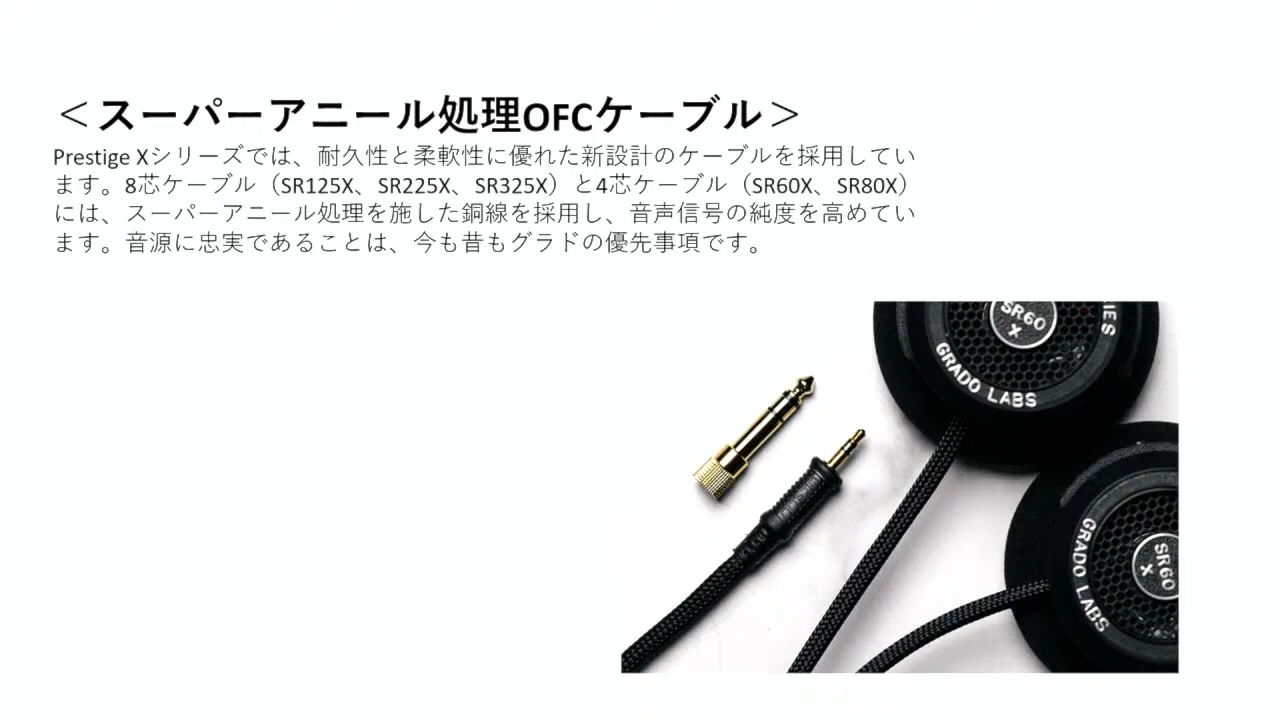 ＜スーパーアニール処理OFCケーブル＞
Prestige Xシリーズでは、耐久性と柔軟性に優れた新設計のケーブルを採用してい
ます。8芯ケーブル（SR125X、SR225X、SR325X）と4芯ケーブル（SR60X、SR80X）
には、スーパーアニール処理を施した銅線を採用し、音声信号の純度を高めてい
ます。音源に忠実であることは、今も昔もグラドの優先事項です。
SR60
x
IES
GRADO LABS
SR60
x
GRADO LABS